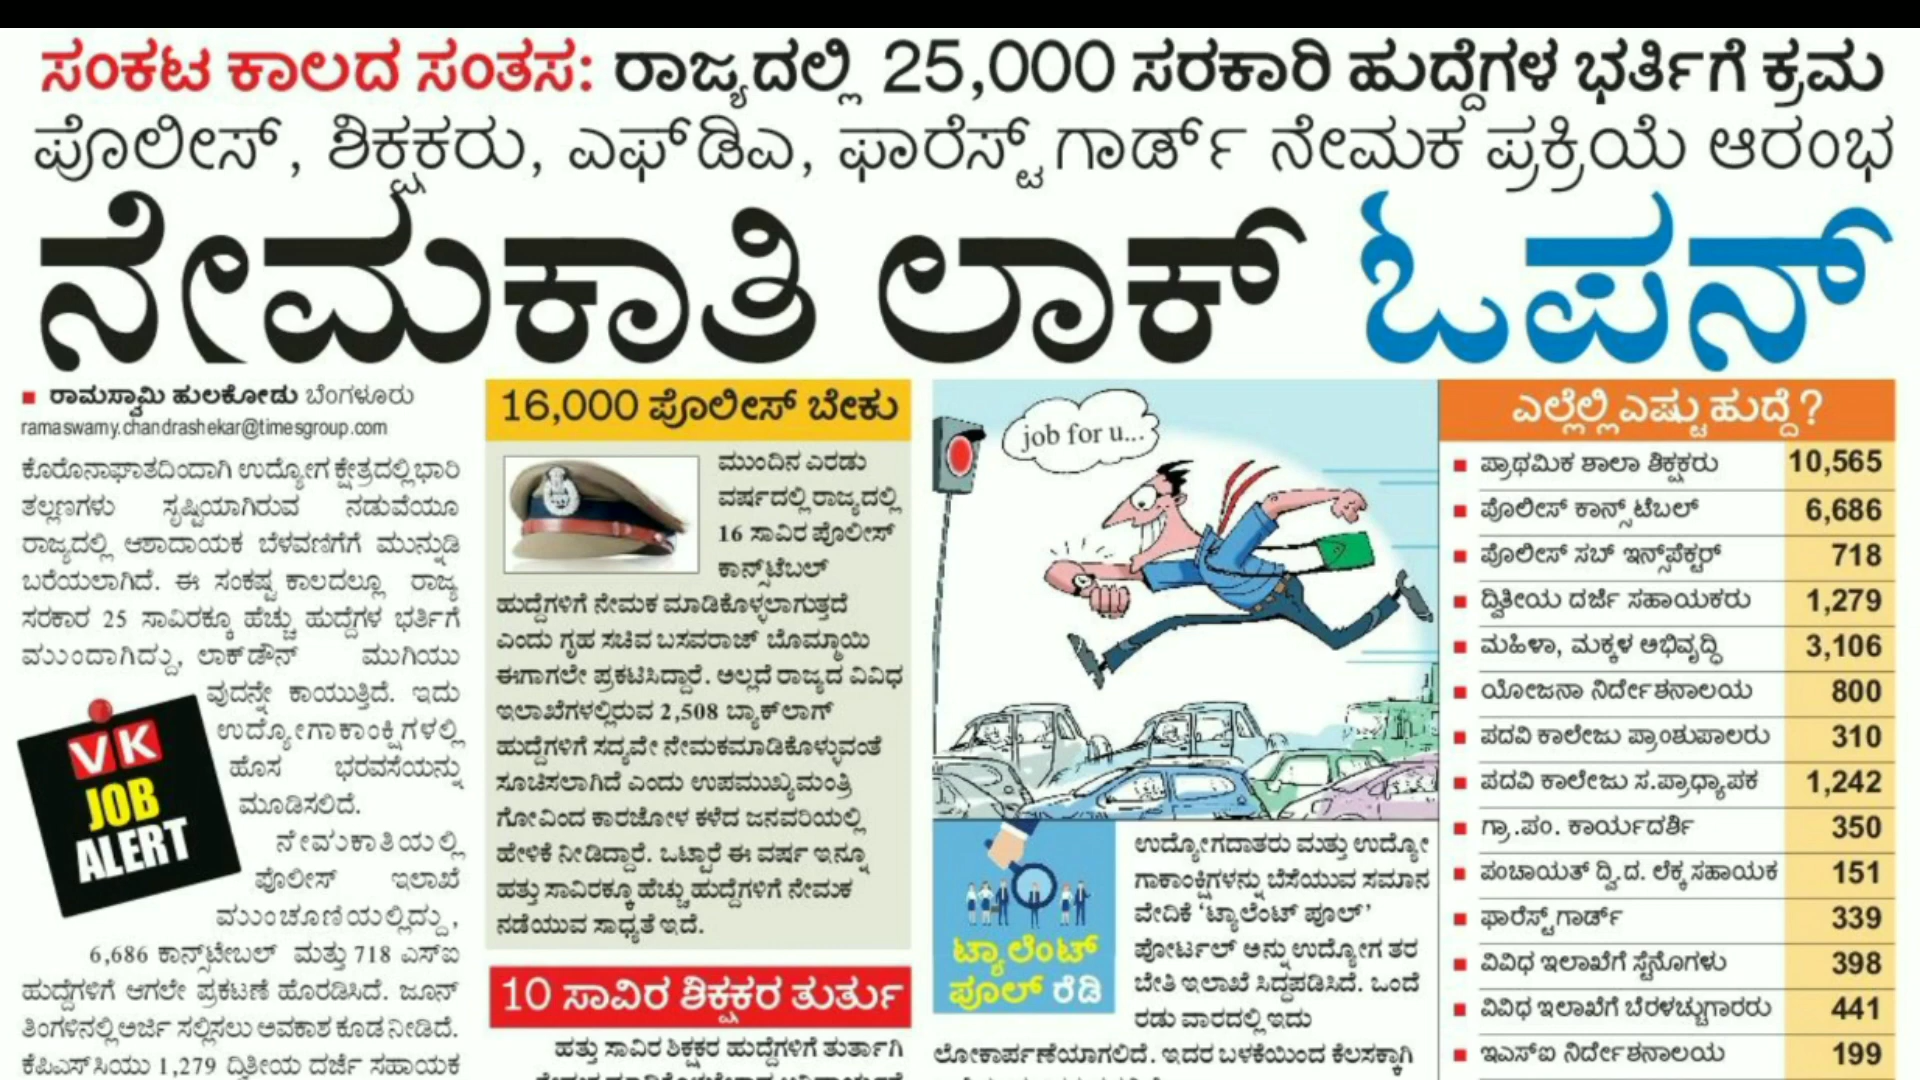 ಸಂಕಟ ಕಾಲದ ಸಂತಸ: ರಾಜ್ಯದಲ್ಲಿ 25,000 ಸರಕಾರಿ ಹುದ್ದೆಗಳ ಭರ್ತಿಗೆ ಕ್ರಮ
ಪೊಲೀಸ್, ಶಿಕ್ಷಕರು, ಎಫ್‌ಡಿಎ, ಫಾರೆಸ್ಟ್ ಗಾರ್ಡ್ ನೇಮಕ ಪ್ರಕ್ರಿಯೆ ಆರಂಭ
ನೇಮಕಾತಿ ಲಾಕ್ ಓಪನ್
ರಾಮಸ್ವಾಮಿ ಹುಲಕೋಡು ಬೆಂಗಳೂರು
ramaswamy.chandrashekar@timesgroup.com
ಕೊರೊನಾಘಾತದಿಂದಾಗಿ ಉದ್ಯೋಗ ಕ್ಷೇತ್ರದಲ್ಲಿ ಭಾರಿ
ತಲ್ಲಣಗಳು ಸೃಷ್ಟಿಯಾಗಿರುವ ನಡುವೆಯೂ
ರಾಜ್ಯದಲ್ಲಿ ಆಶಾದಾಯಕ ಬೆಳವಣಿಗೆಗೆ ಮುನ್ನುಡಿ
ಬರೆಯಲಾಗಿದೆ. ಈ ಸಂಕಷ್ಟ ಕಾಲದಲ್ಲೂ ರಾಜ್ಯ
ಸರಕಾರ 25 ಸಾವಿರಕ್ಕೂ ಹೆಚ್ಚು ಹುದ್ದೆಗಳ ಭರ್ತಿಗೆ
ಮುಂದಾಗಿದ್ದು, ಲಾಕ್‌ಡೌನ್ ಮುಗಿಯು
ವುದನ್ನೇ ಕಾಯುತ್ತಿದೆ. ಇದು
ಉದ್ಯೋಗಾಕಾಂಕ್ಷಿಗಳಲ್ಲಿ
ಹೊಸ ಭರವಸೆಯನ್ನು
ಮೂಡಿಸಲಿದೆ.
VK
JOB
ALERT
ನೇಮಕಾತಿಯಲ್ಲಿ
ಪೊಲೀಸ್ ಇಲಾಖೆ
ಮುಂಚೂಣಿಯಲ್ಲಿದ್ದು,
6,686 ಕಾನ್‌ಸ್ಟೇಬಲ್ ಮತ್ತು 718 ಎಸ್‌ಐ
ಹುದ್ದೆಗಳಿಗೆ ಆಗಲೇ ಪ್ರಕಟಣೆ ಹೊರಡಿಸಿದೆ. ಜೂನ್
ತಿಂಗಳಿನಲ್ಲಿ ಅರ್ಜಿ ಸಲ್ಲಿಸಲು ಅವಕಾಶ ಕೂಡ ನೀಡಿದೆ.
ಕೆಪಿಎಸ್‌ಸಿಯು 1,279 ದ್ವಿತೀಯ ದರ್ಜೆ ಸಹಾಯಕ
16,000 ಪೊಲೀಸ್ ಬೇಕು
ಮುಂದಿನ ಎರಡು
ವರ್ಷದಲ್ಲಿ ರಾಜ್ಯದಲ್ಲಿ
16 ಸಾವಿರ ಪೊಲೀಸ್
ಕಾನ್‌ಸ್ಟೆಬಲ್
ಹುದ್ದೆಗಳಿಗೆ ನೇಮಕ ಮಾಡಿಕೊಳ್ಳಲಾಗುತ್ತದೆ
ಎಂದು ಗೃಹ ಸಚಿವ ಬಸವರಾಜ್ ಬೊಮ್ಮಾಯಿ
ಈಗಾಗಲೇ ಪ್ರಕಟಿಸಿದ್ದಾರೆ. ಅಲ್ಲದೆ ರಾಜ್ಯದ ವಿವಿಧ
ಇಲಾಖೆಗಳಲ್ಲಿರುವ 2,508 ಬ್ಯಾಕ್‌ಲಾಗ್
ಹುದ್ದೆಗಳಿಗೆ ಸದ್ಯವೇ ನೇಮಕಮಾಡಿಕೊಳ್ಳುವಂತೆ
ಸೂಚಿಸಲಾಗಿದೆ ಎಂದು ಉಪಮುಖ್ಯಮಂತ್ರಿ
ಗೋವಿಂದ ಕಾರಜೋಳ ಕಳೆದ ಜನವರಿಯಲ್ಲಿ
ಹೇಳಿಕೆ ನೀಡಿದ್ದಾರೆ. ಒಟ್ಟಾರೆ ಈ ವರ್ಷ ಇನ್ನೂ
ಹತ್ತು ಸಾವಿರಕ್ಕೂ ಹೆಚ್ಚು ಹುದ್ದೆಗಳಿಗೆ ನೇಮಕ
ನಡೆಯುವ ಸಾಧ್ಯತೆ ಇದೆ.
10 ಸಾವಿರ ಶಿಕ್ಷಕರ ತುರ್ತು
ಹತ್ತು ಸಾವಿರ ಶಿಕ್ಷಕರ ಹುದ್ದೆಗಳಿಗೆ ತುರ್ತಾಗಿ
job for u...
ಟ್ಯಾಲೆಂಟ್
ಪೂಲ್ ರೆಡಿ
ಉದ್ಯೋಗದಾತರು ಮತ್ತು ಉದ್ಯೋ
ಗಾಕಾಂಕ್ಷಿಗಳನ್ನು ಬೆಸೆಯುವ ಸಮಾನ
ವೇದಿಕೆ ‘ಟ್ಯಾಲೆಂಟ್ ಪೂಲ್’
ಪೋರ್ಟಲ್ ಅನ್ನು ಉದ್ಯೋಗ ತರ
ಬೇತಿ ಇಲಾಖೆ ಸಿದ್ಧಪಡಿಸಿದೆ. ಒಂದೆ
ರಡು ವಾರದಲ್ಲಿ ಇದು
ಲೋಕಾರ್ಪಣೆಯಾಗಲಿದೆ. ಇದರ ಬಳಕೆಯಿಂದ ಕೆಲಸಕ್ಕಾಗಿ
ಎಲ್ಲೆಲ್ಲಿ ಎಷ್ಟು ಹುದ್ದೆ?
ಪ್ರಾಥಮಿಕ ಶಾಲಾ ಶಿಕ್ಷಕರು 10,565
ಪೊಲೀಸ್ ಕಾನ್ಸ್‌ಟೆಬಲ್ 6,686
ಪೊಲೀಸ್ ಸಬ್ ಇನ್‌ಸ್ಪೆಕ್ಟರ್ 718
ದ್ವಿತೀಯ ದರ್ಜೆ ಸಹಾಯಕರು 1,279
ಮಹಿಳಾ, ಮಕ್ಕಳ ಅಭಿವೃದ್ಧಿ 3,106
ಯೋಜನಾ ನಿರ್ದೇಶನಾಲಯ 800
ಪದವಿ ಕಾಲೇಜು ಪ್ರಾಂಶುಪಾಲರು 310
ಪದವಿ ಕಾಲೇಜು ಸ.ಪ್ರಾಧ್ಯಾಪಕ 1,242
ಗ್ರಾ.ಪಂ. ಕಾರ್ಯದರ್ಶಿ 350
ಪಂಚಾಯತ್ ದ್ವಿ.ದ. ಲೆಕ್ಕ ಸಹಾಯಕ 151
ಫಾರೆಸ್ಟ್ ಗಾರ್ಡ್ 339
ವಿವಿಧ ಇಲಾಖೆಗೆ ಸ್ಟೆನೊಗಳು 398
ವಿವಿಧ ಇಲಾಖೆಗೆ ಬೆರಳಚ್ಚುಗಾರರು 441
ಇಎಸ್‌ಐ ನಿರ್ದೇಶನಾಲಯ 199